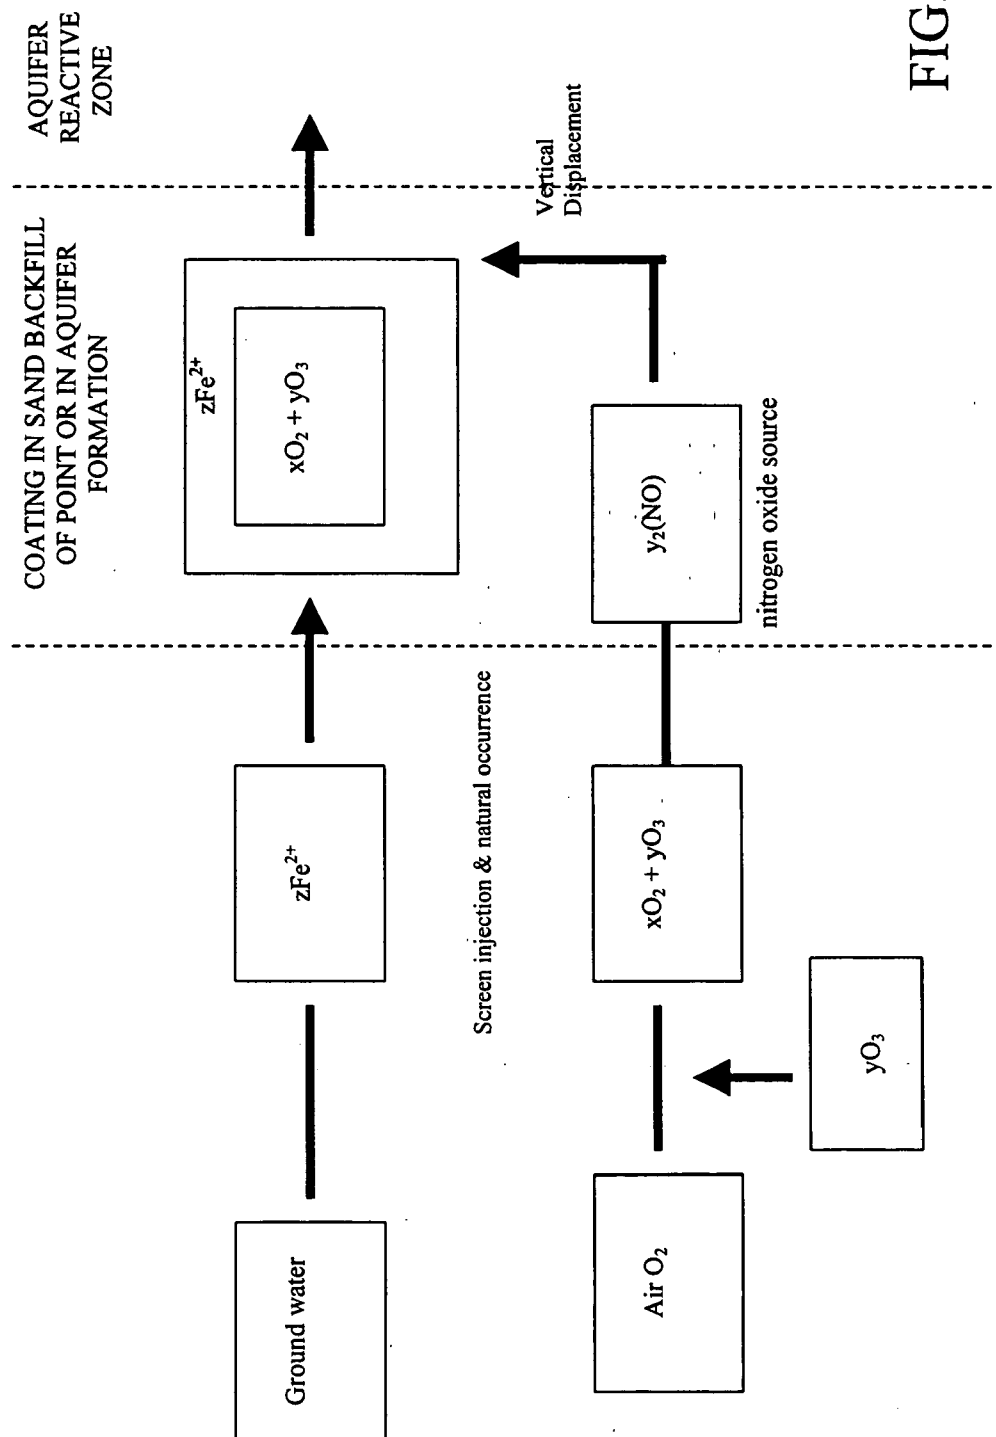 COATING IN SAND BACKFILL
OF POINT OR IN AQUIFER
FORMATION
AQUIFER
REACTIVE
ZONE
Ground water
zFe²⁺
zFe²⁺
xO₂ + yO₃
Screen injection & natural occurrence
Vertical
Displacement
Air O₂
xO₂ + yO₃
y₂(NO)
nitrogen oxide source
yO₃
FIG